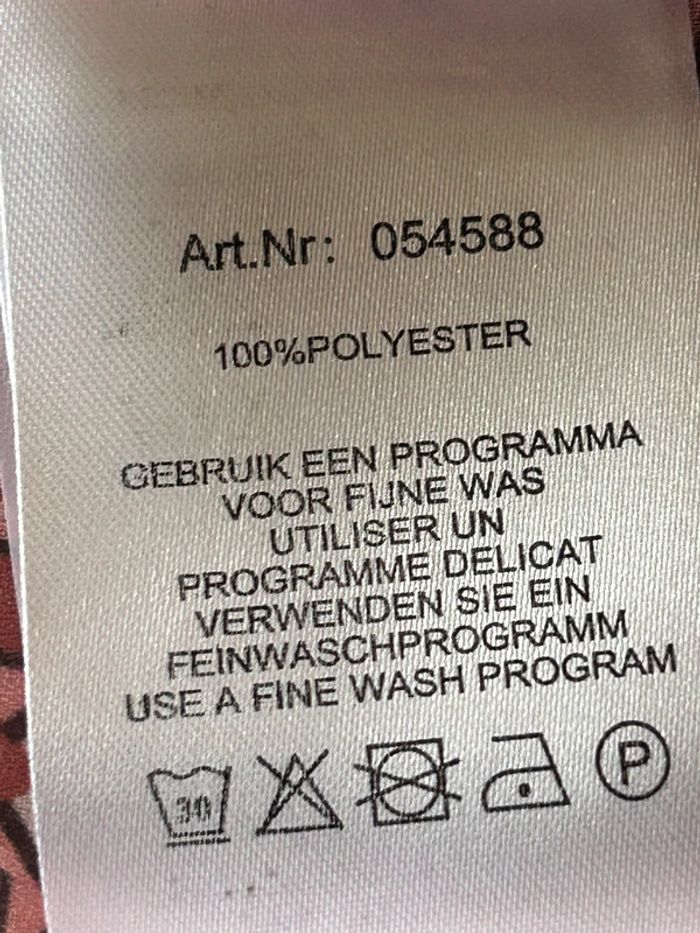 Art.Nr: 054588
100%POLYESTER
GEBRUIK EEN PROGRAMMA
VOOR FIJNE WAS
UTILISER UN
PROGRAMME DELICAT
VERWENDEN SIE EIN
FEINWASCHPROGRAMM
USE A FINE WASH PROGRAM
30 P